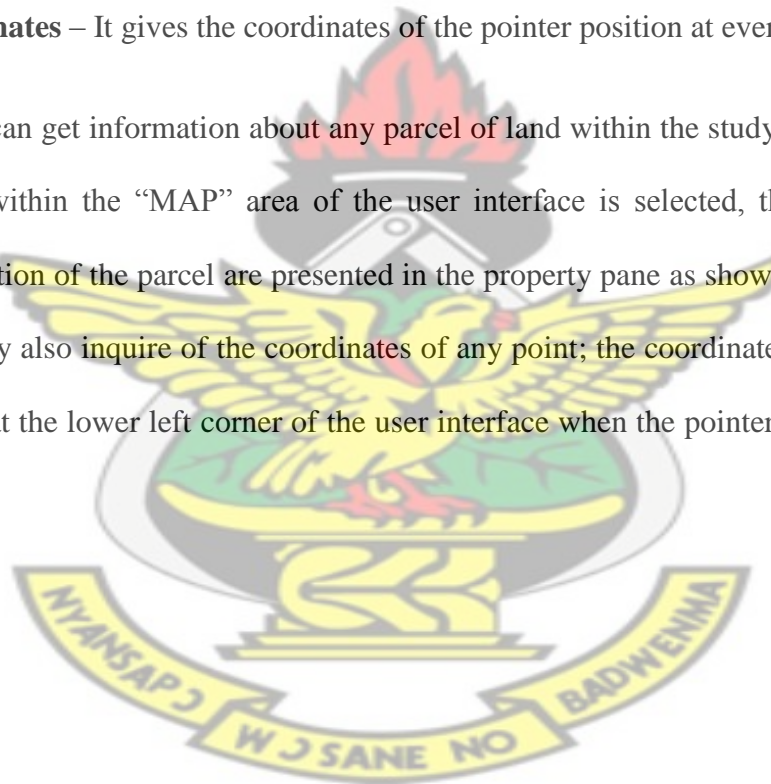 nates – It gives the coordinates of the pointer position at ever
can get information about any parcel of land within the study
within the “MAP” area of the user interface is selected, th
tion of the parcel are presented in the property pane as show
y also inquire of the coordinates of any point; the coordinate
at the lower left corner of the user interface when the pointer
NYANSAPƆ
WƆSANE NO
BADWENMA